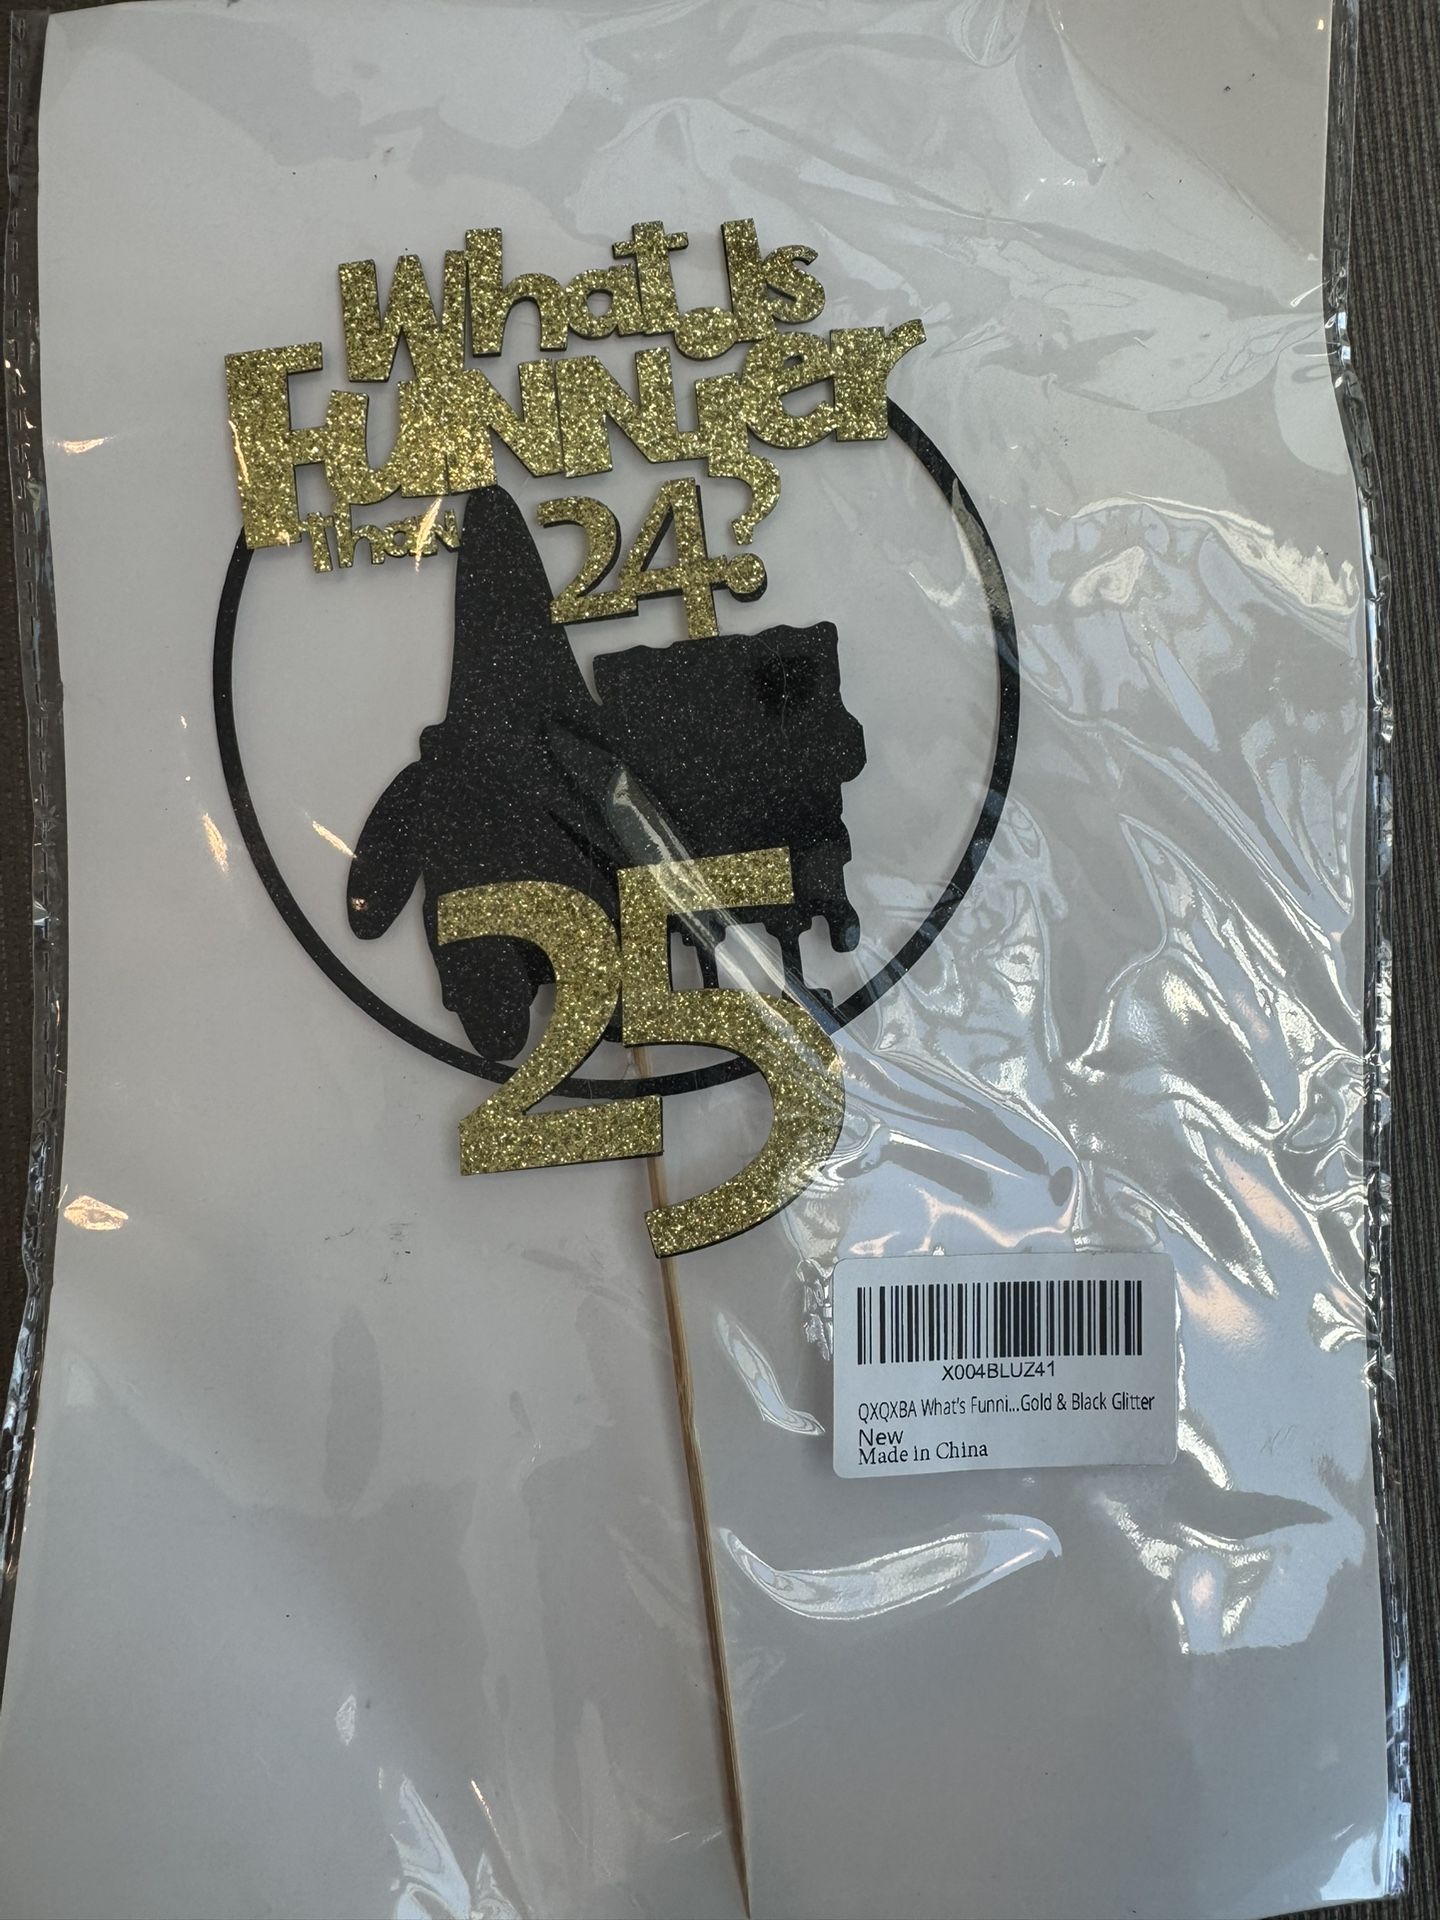 What Is
Funnier
Than 24?
25
X004BLUZ41
QXQXBA What's Funni...Gold & Black Glitter
New
Made in China